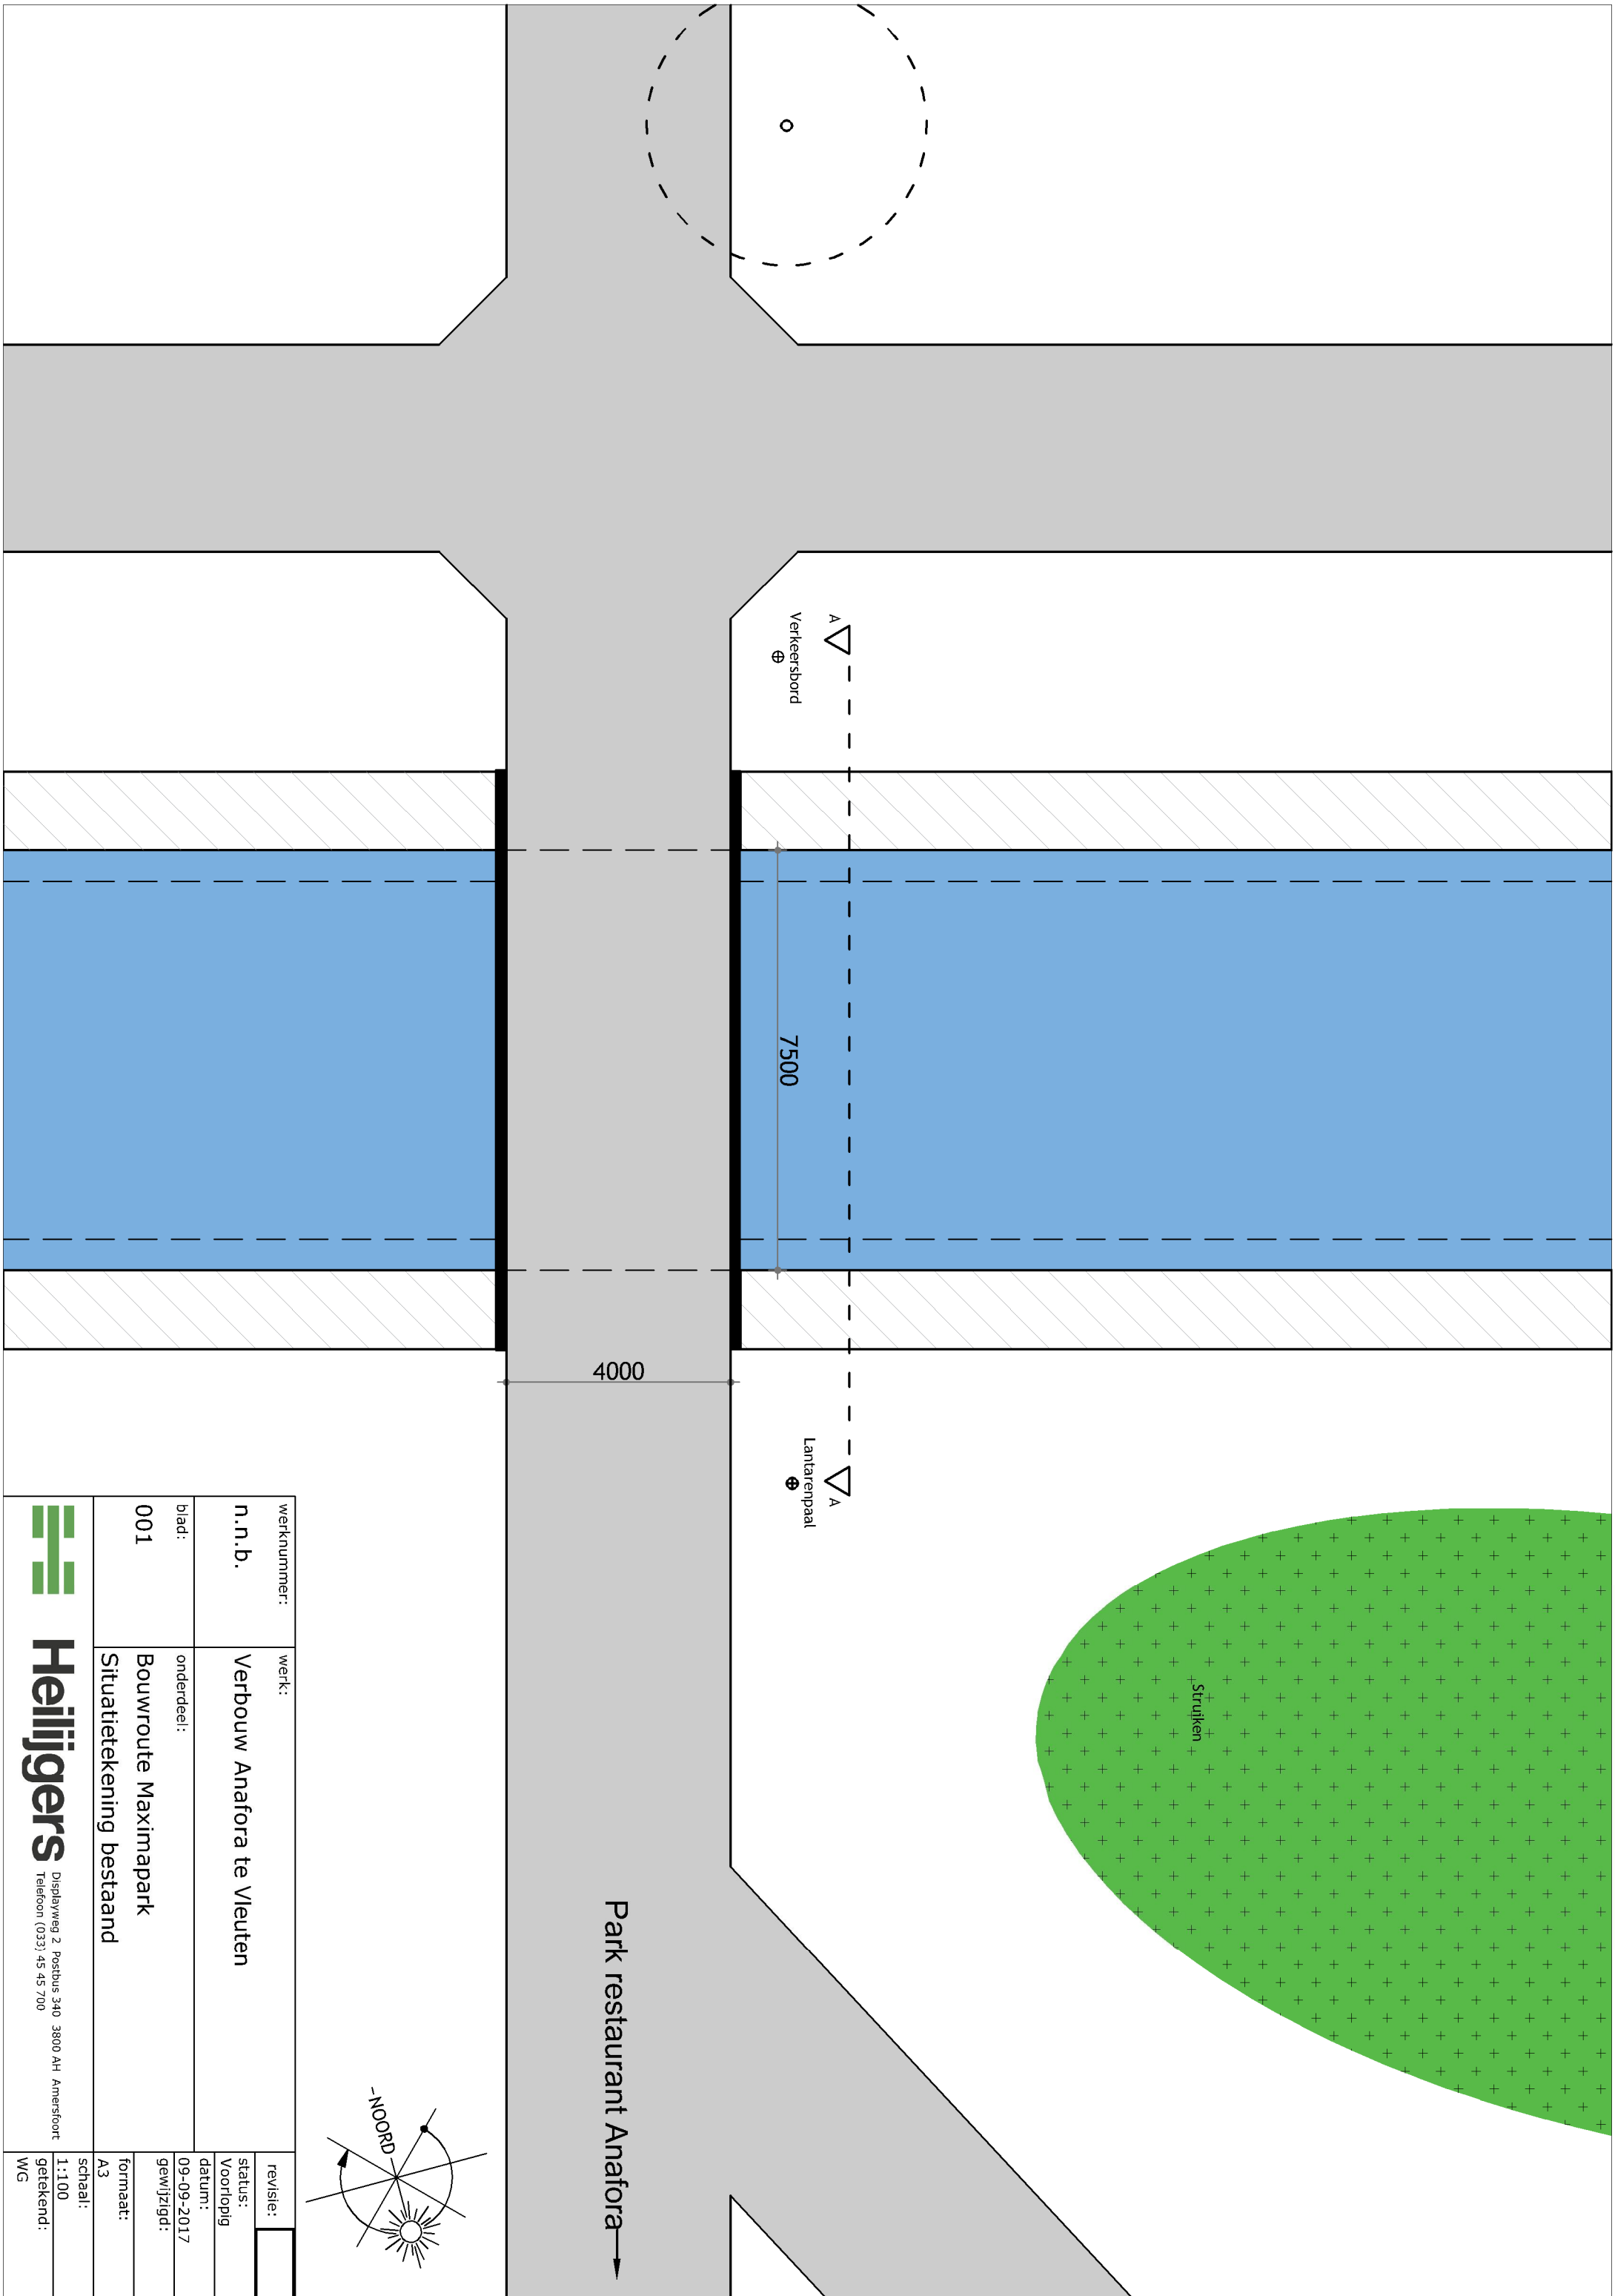 A
Verkeersbord
7500
4000
Lantarenpaal
A
Struiken
Park restaurant Anafora
-NOORD
werknummer:
n.n.b.
werk:
Verbouw Anafora te Vleuten
blad:
001
onderdeel:
Bouwroute Maximapark
Situatietekening bestaand
Heilijgers
Displayweg 2 Postbus 340 3800 AH Amersfoort
Telefoon (033) 45 45 700
revisie:
status:
Voorlopig
datum:
09-09-2017
gewijzigd:
formaat:
A3
schaal:
1:100
getekend:
WG